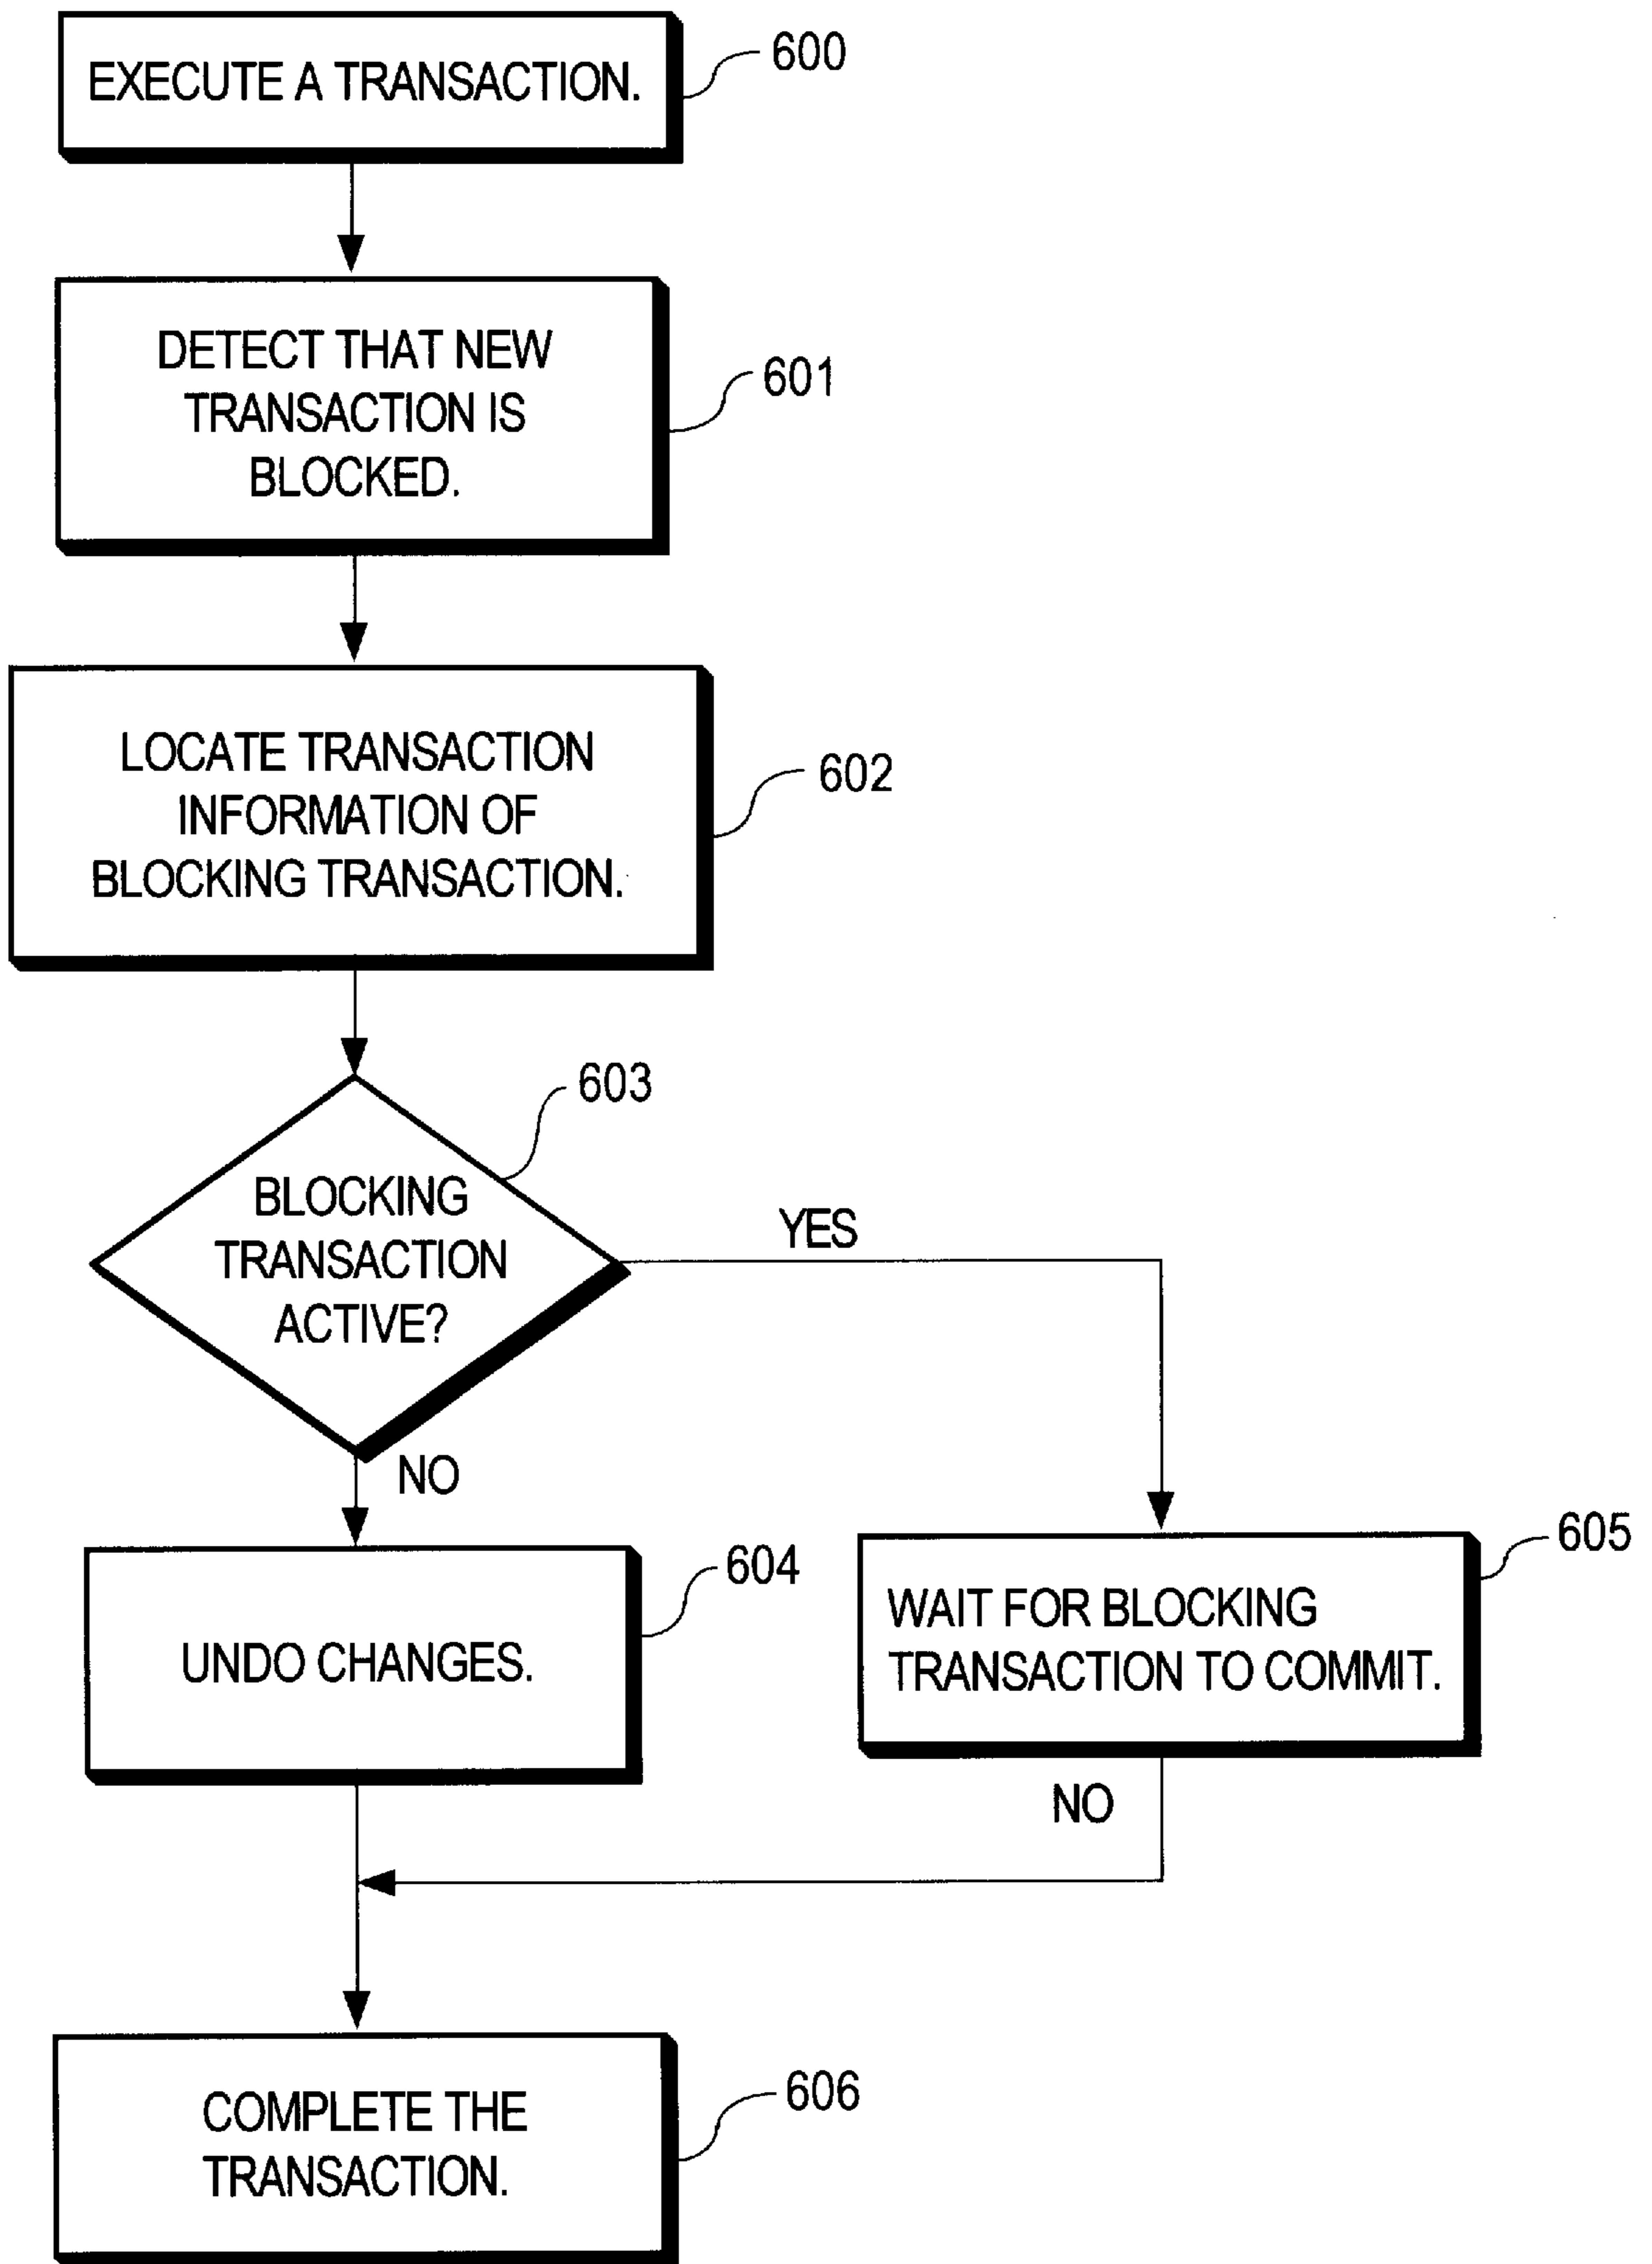 EXECUTE A TRANSACTION.
600
DETECT THAT NEW
TRANSACTION IS
BLOCKED.
601
LOCATE TRANSACTION
INFORMATION OF
BLOCKING TRANSACTION.
602
603
BLOCKING
TRANSACTION
ACTIVE?
YES
NO
604
UNDO CHANGES.
605
WAIT FOR BLOCKING
TRANSACTION TO COMMIT.
NO
COMPLETE THE
TRANSACTION.
606